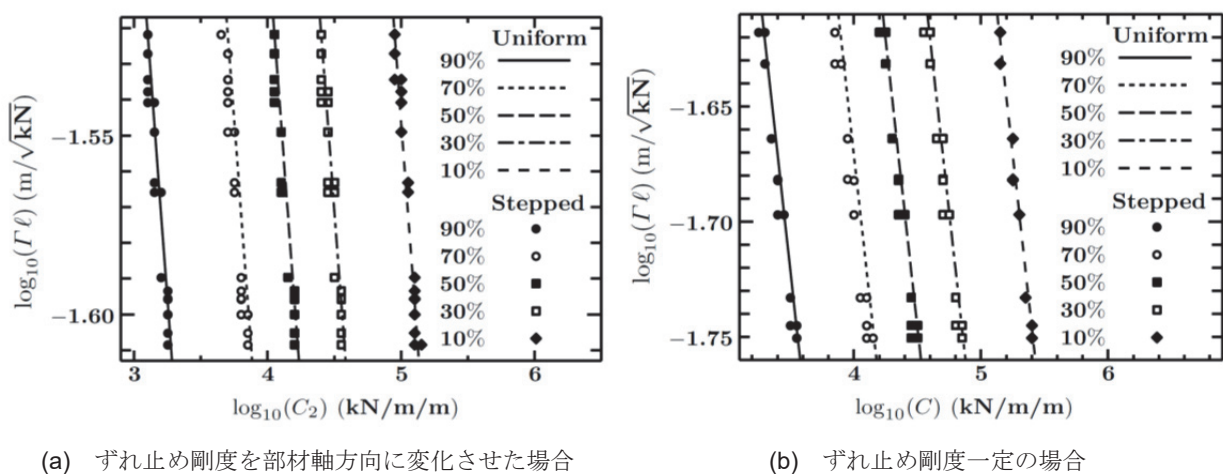 Uniform
90%
70%
50%
30%
10%
Stepped
90%
70%
50%
30%
10%
−1.55
−1.60
log₁₀(Γℓ) (m/√kN)
3 4 5 6
log₁₀(C₂) (kN/m/m)
(a) ずれ止め剛度を部材軸方向に変化させた場合
Uniform
90%
70%
50%
30%
10%
Stepped
90%
70%
50%
30%
10%
−1.65
−1.70
−1.75
log₁₀(Γℓ) (m/√kN)
4 5 6
log₁₀(C) (kN/m/m)
(b) ずれ止め剛度一定の場合